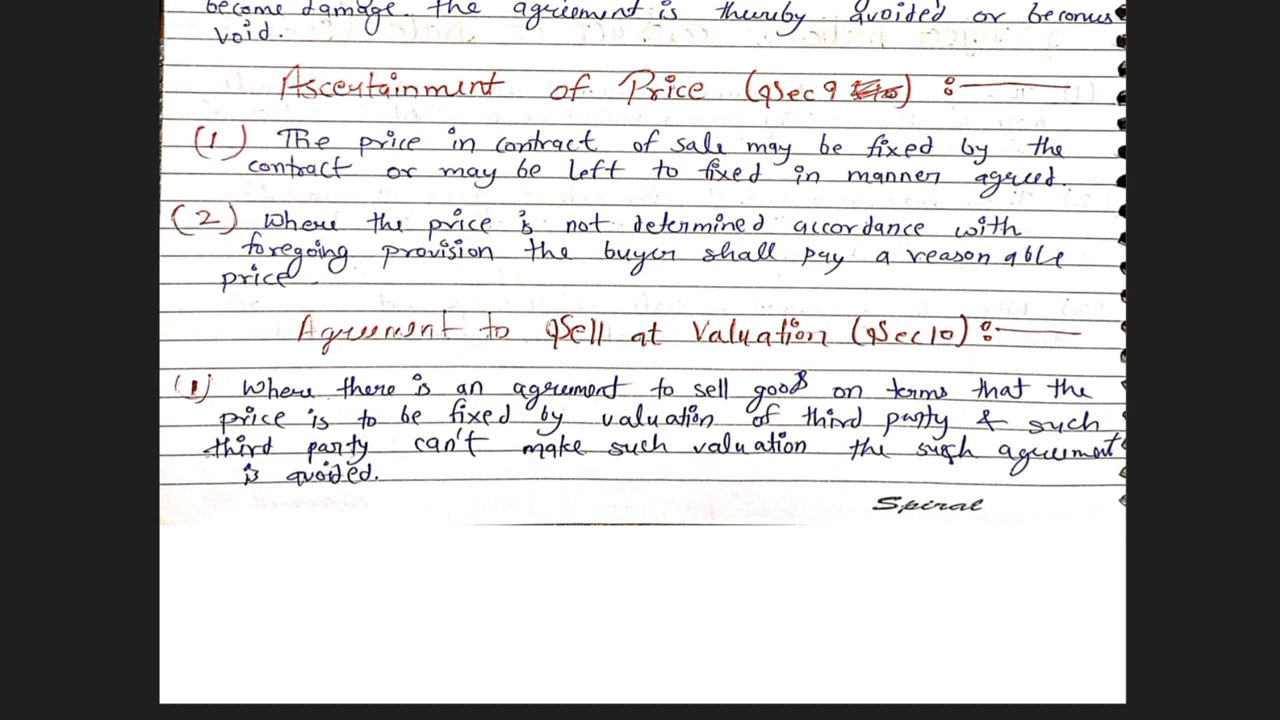 become damage the agreement is thereby avoided or becomes
void.
Ascertainment of Price (Sec 9) :
(1) The price in contract of sale may be fixed by the
contract or may be left to fixed in manner agreed.
(2) Where the price is not determined accordance with
foregoing provision the buyer shall pay a reasonable
price
Agreement to Sell at Valuation (Sec 10) :
(1) Where there is an agreement to sell goods on terms that the
price is to be fixed by valuation of third party & such
third party can't make such valuation the such agreement
is avoided.
Spiral